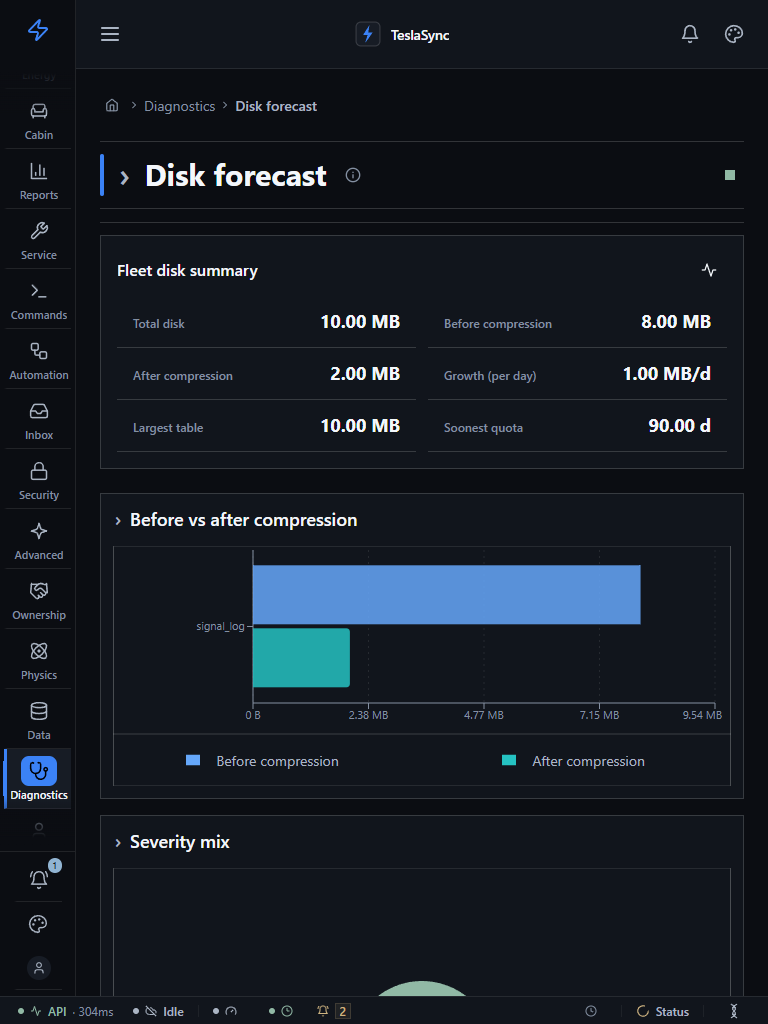 TeslaSync
Energy
Cabin
Reports
Service
Commands
Automation
Inbox
Security
Advanced
Ownership
Physics
Data
Diagnostics
1
Diagnostics Disk forecast
Disk forecast
Fleet disk summary
Total disk 10.00 MB
Before compression 8.00 MB
After compression 2.00 MB
Growth (per day) 1.00 MB/d
Largest table 10.00 MB
Soonest quota 90.00 d
Before vs after compression
signal_log
0 B 2.38 MB 4.77 MB 7.15 MB 9.54 MB
Before compression After compression
Severity mix
API · 304ms Idle 2 Status